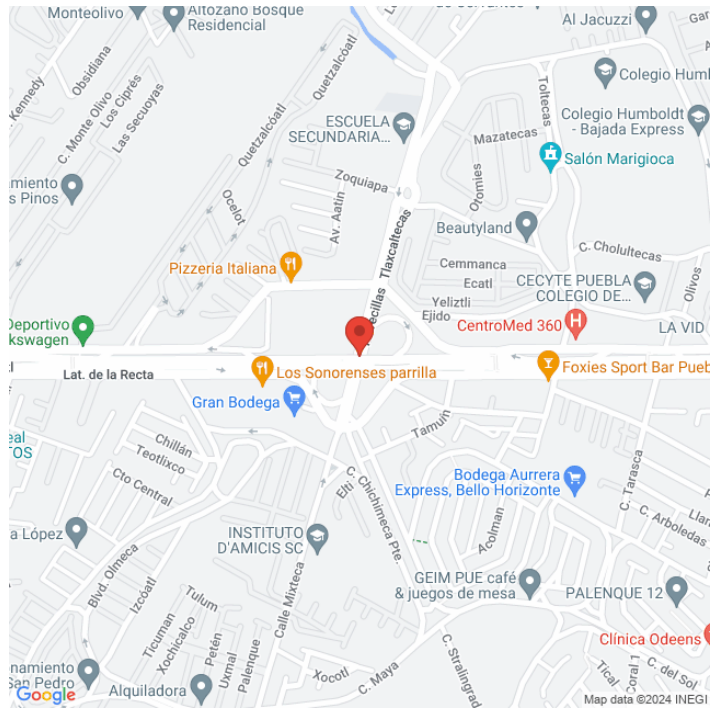 Monteolivo
Altozano Bosque
Residencial
Al Jacuzzi
Kennedy
Obsidiana
Los Ciprés
C. Monte Olivo
Las Secuoyas
Quetzalcóatl
Quetzalcóatl
Toltecas
Colegio Humb
ESCUELA
SECUNDARIA...
Mazatecas
Colegio Humboldt
- Bajada Express
Salón Marigioca
Zoquiapa
Otomies
s Pinos
Ocelot
Av. Aatin
Tlaxcaltecas
Beautyland
C. Cholultecas
Pizzeria Italiana
Cemmanca
Ecatl
CECYTE PUEBLA
COLEGIO DE...
Olivos
Yeliztli
Ejido
Deportivo
kswagen
ecillas
CentroMed 360
LA VID
Lat. de la Recta
Los Sonorenses parrilla
Foxies Sport Bar Pueb
Gran Bodega
Tamuín
Chillán
Teotlixco
Cto Central
Elti
C. Chichimeca Pte.
Bodega Aurrera
Express, Bello Horizonte
C. Tarasca
C. Arboledas
a López
INSTITUTO
D'AMICIS SC
Acolman
Blvd. Olmeca
Izcóatl
Calle Mixteca
GEIM PUE café
& juegos de mesa
PALENQUE 12
Tulum
Ticuman
Xochicalco
Petén
Uxmal
Palenque
Clínica Odeens
Xocotl
C. Maya
C. Stralingrad
Tical
Coral 1
C. del Sol
onamiento
San Pedro
Alquiladora
Google
Map data ©2024 INEGI